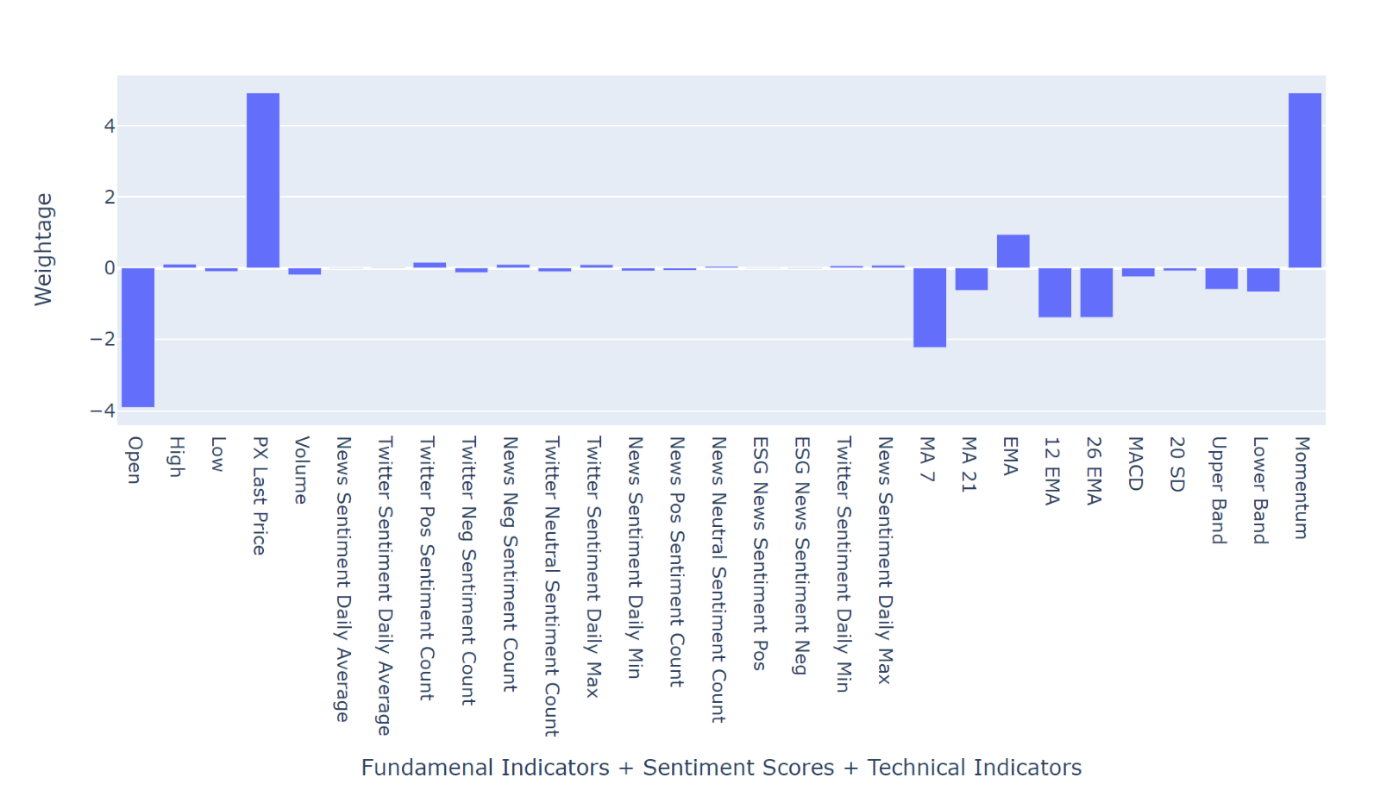 4
2
0
−2
−4
Weightage
Open
High
Low
PX Last Price
Volume
News Sentiment Daily Average
Twitter Sentiment Daily Average
Twitter Pos Sentiment Count
Twitter Neg Sentiment Count
News Neg Sentiment Count
Twitter Neutral Sentiment Count
Twitter Sentiment Daily Max
News Sentiment Daily Min
News Pos Sentiment Count
News Neutral Sentiment Count
ESG News Sentiment Pos
ESG News Sentiment Neg
Twitter Sentiment Daily Min
News Sentiment Daily Max
MA 7
MA 21
EMA
12 EMA
26 EMA
MACD
20 SD
Upper Band
Lower Band
Momentum
Fundamenal Indicators + Sentiment Scores + Technical Indicators